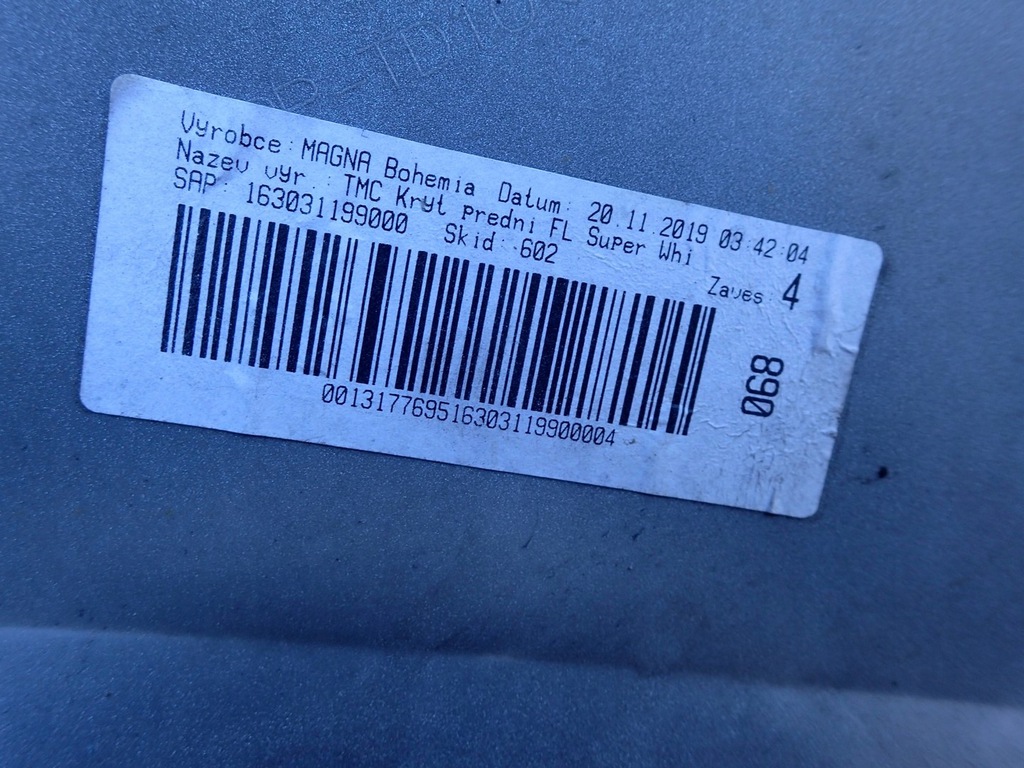 Vyrobce: MAGNA Bohemia Datum: 20.11.2019 03:42:04
Nazev vyr.: TMC Kryt predni FL Super Whi
SAP: 163031199000 Skid: 602
Zaves: 4
068
001317769516303119900004